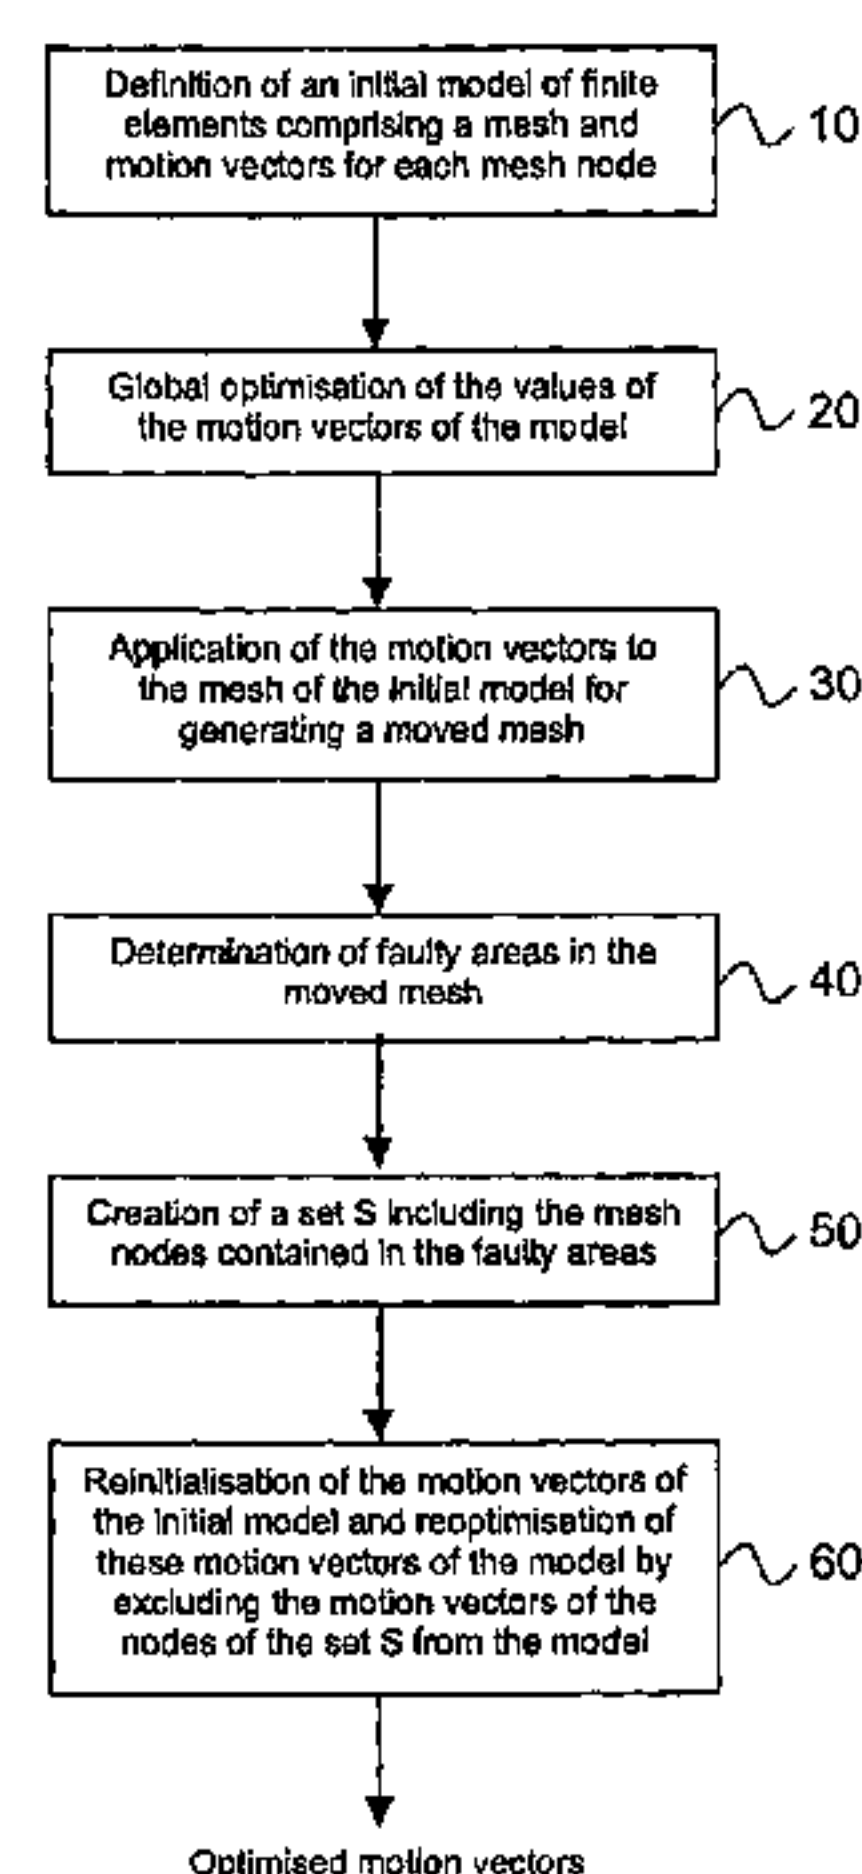 Definition of an initial model of finite
elements comprising a mesh and
motion vectors for each mesh node
10
Global optimisation of the values of
the motion vectors of the model
20
Application of the motion vectors to
the mesh of the initial model for
generating a moved mesh
30
Determination of faulty areas in the
moved mesh
40
Creation of a set S including the mesh
nodes contained in the faulty areas
50
Reinitialisation of the motion vectors of
the initial model and reoptimisation of
these motion vectors of the model by
excluding the motion vectors of the
nodes of the set S from the model
60
Optimised motion vectors